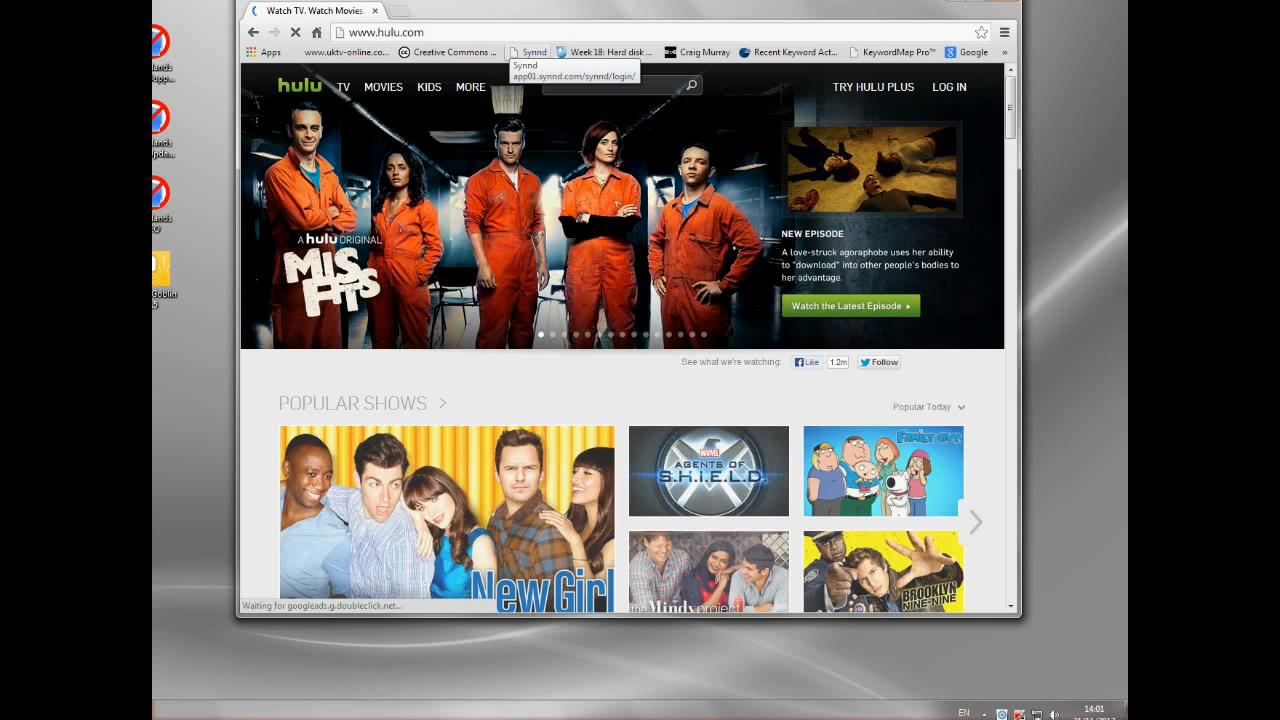 Watch TV. Watch Movies.
www.hulu.com
Apps
www.uktv-online.co...
Creative Commons ...
Synnd
Week 18: Hard disk ...
Craig Murray
Recent Keyword Act...
KeywordMap Pro™
Google
»
Synnd
app01.synnd.com/synnd/login/
hulu
TV
MOVIES
KIDS
MORE
TRY HULU PLUS
LOG IN
A hulu ORIGINAL
MISFITS
NEW EPISODE
A love-struck agoraphobe uses her ability
to "download" into other people's bodies to
her advantage.
Watch the Latest Episode
See what we're watching:
Like
1.2m
Follow
POPULAR SHOWS
Popular Today
New Girl
MARVEL
AGENTS OF
S.H.I.E.L.D.
FAMILY GUY
the Mindy project
BROOKLYN
NINE-NINE
Waiting for googleads.g.doubleclick.net...
EN
14:01